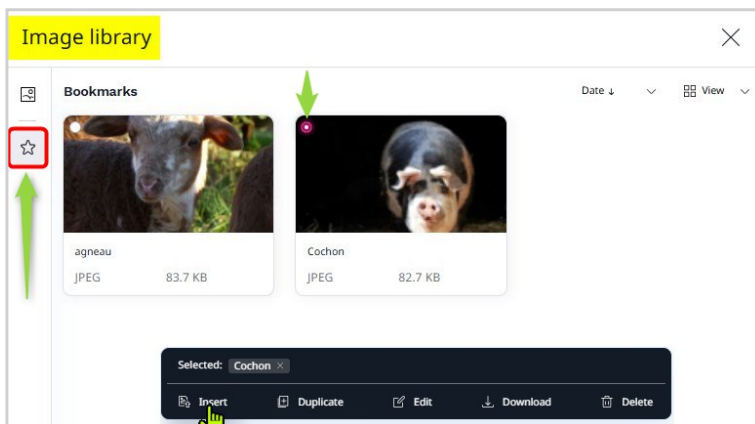 Image library
Bookmarks
Date ↓
View
agneau
JPEG 83.7 KB
Cochon
JPEG 82.7 KB
Selected: Cochon ×
Insert Duplicate Edit Download Delete